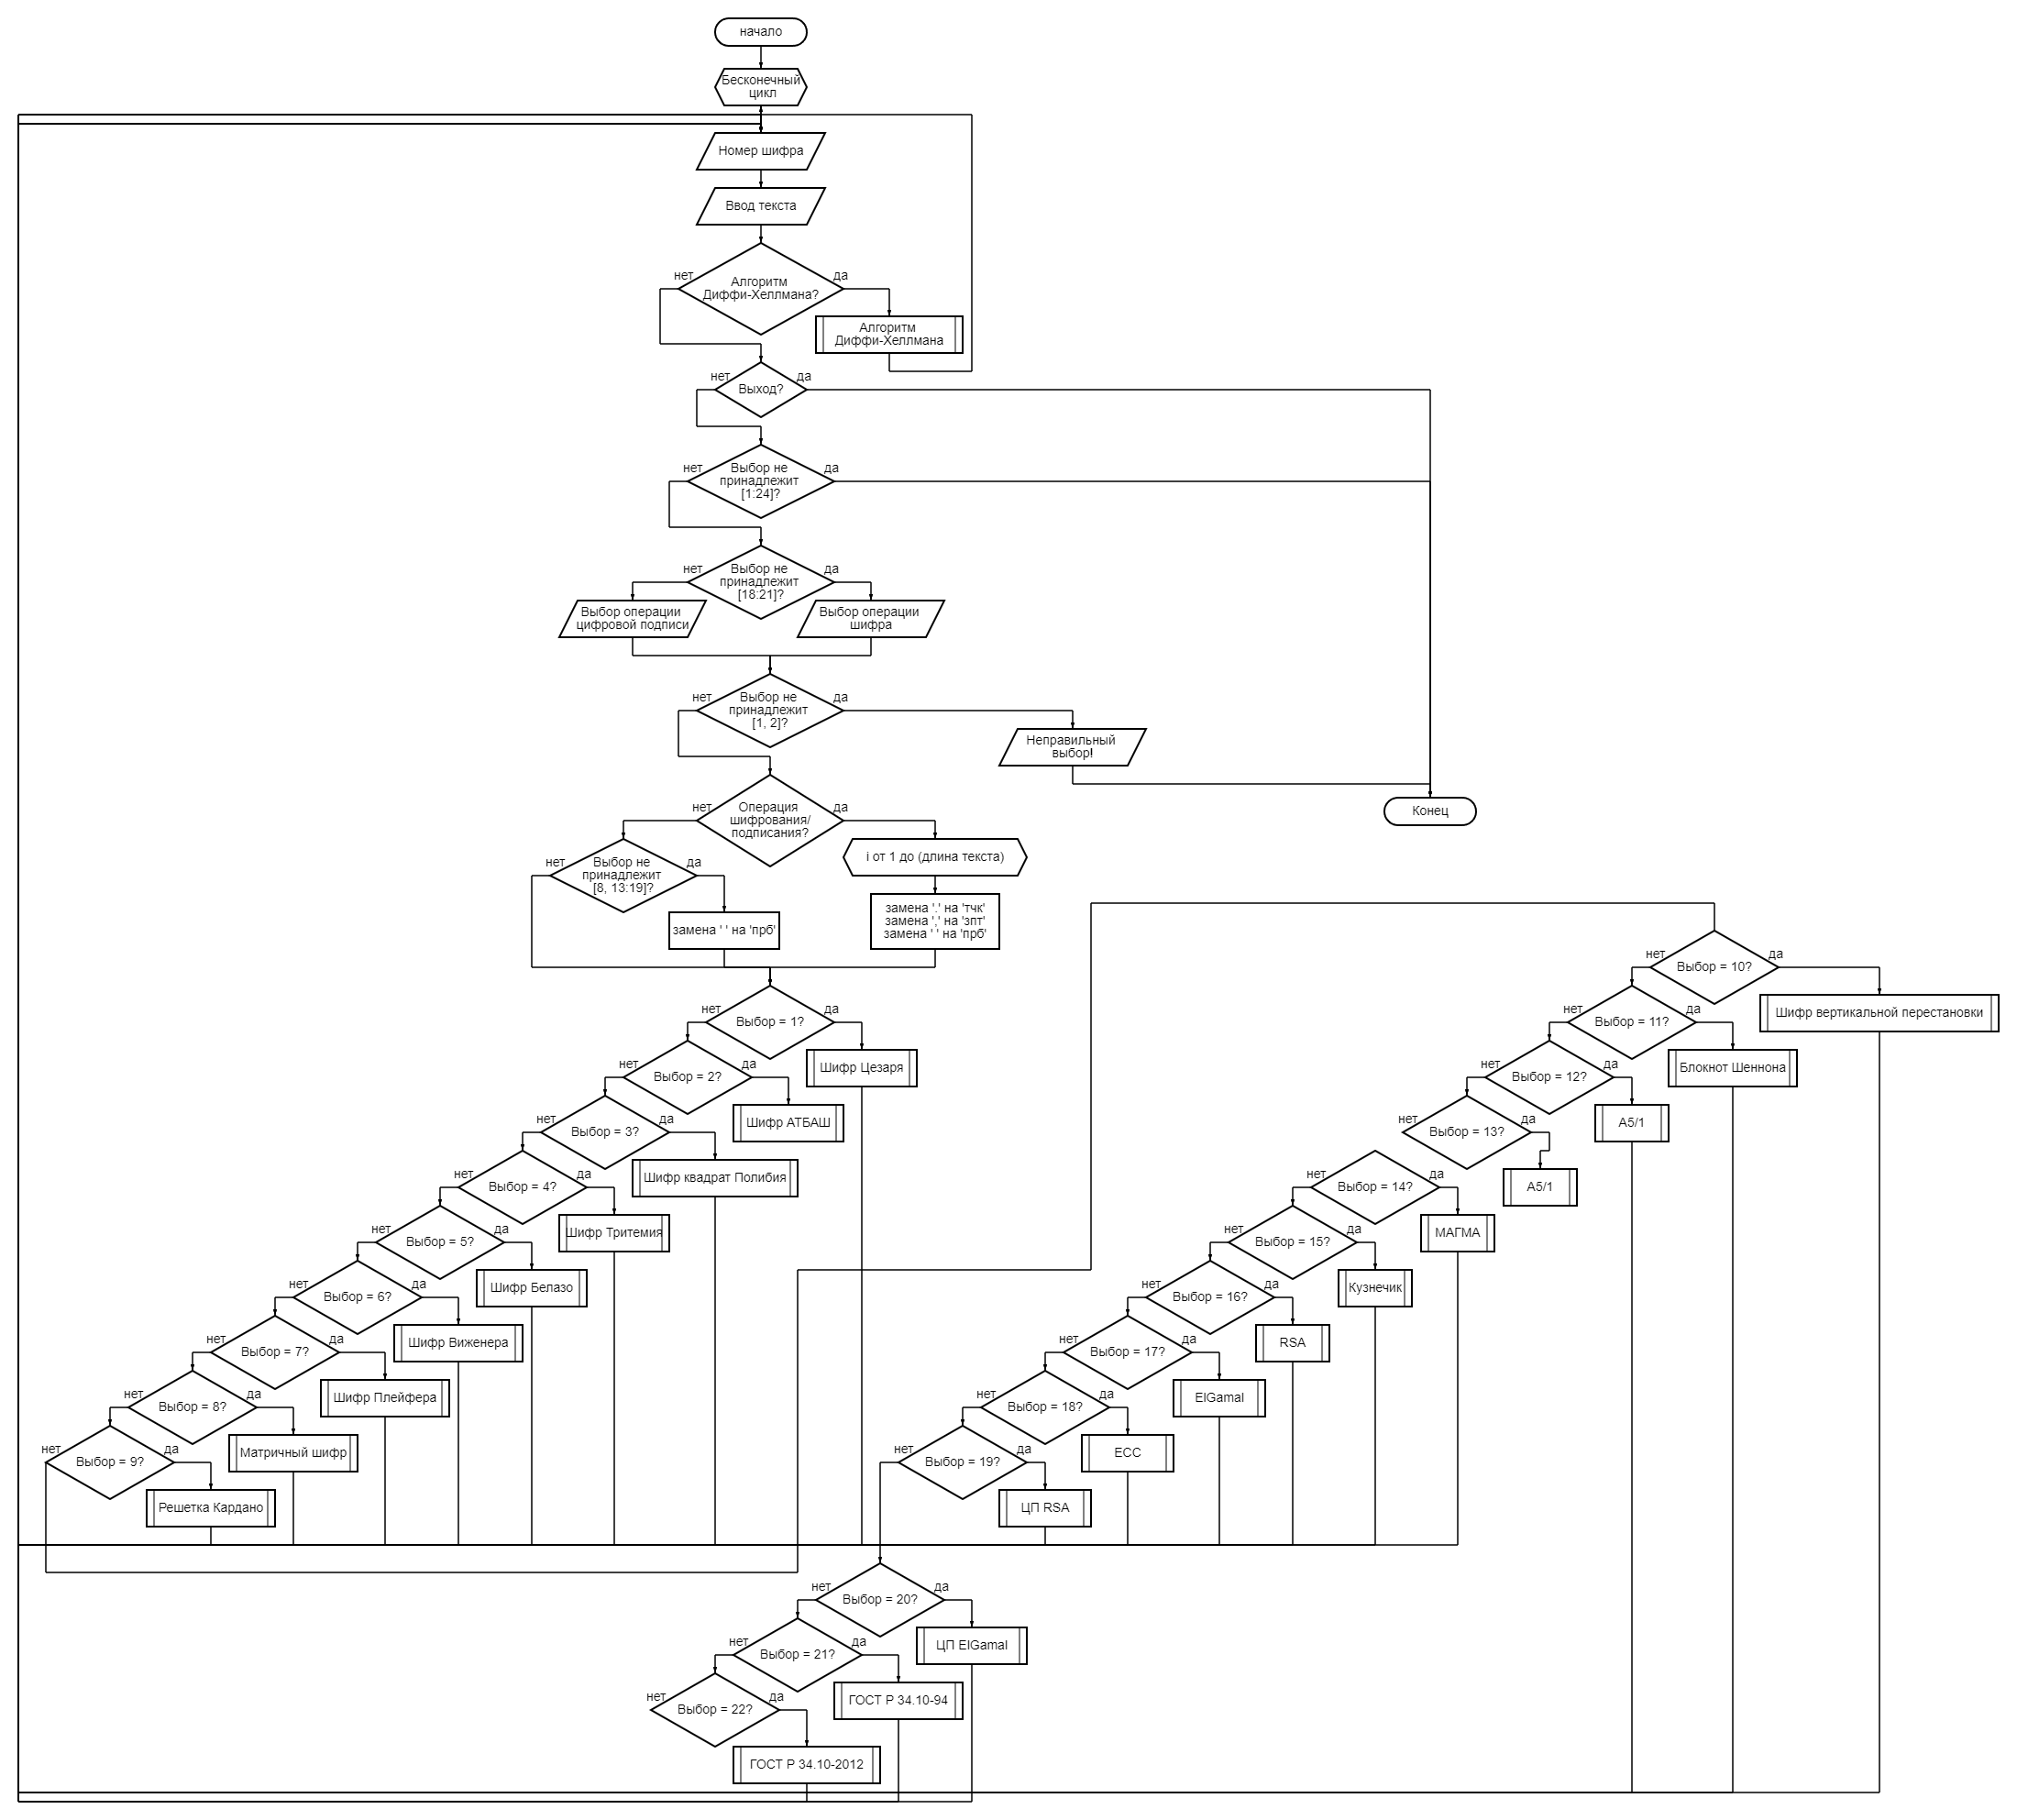 начало
Бесконечный
цикл
Номер шифра
Ввод текста
нет
да
Алгоритм
Диффи-Хеллмана?
Алгоритм
Диффи-Хеллмана
нет
да
Выход?
нет
да
Выбор не
принадлежит
[1:24]?
нет
да
Выбор не
принадлежит
[18:21]?
Выбор операции
цифровой подписи
Выбор операции
шифра
нет
да
Выбор не
принадлежит
[1, 2]?
Неправильный
выбор!
Конец
нет
да
Операция
шифрования/
подписания?
i от 1 до (длина текста)
нет
да
Выбор не
принадлежит
[8, 13:19]?
замена ' ' на 'прб'
замена '.' на 'тчк'
замена ',' на 'зпт'
замена ' ' на 'прб'
нет
да
Выбор = 1?
Шифр Цезаря
нет
да
Выбор = 2?
Шифр АТБАШ
нет
да
Выбор = 3?
Шифр квадрат Полибия
нет
да
Выбор = 4?
Шифр Тритемия
нет
да
Выбор = 5?
Шифр Белазо
нет
да
Выбор = 6?
Шифр Виженера
нет
да
Выбор = 7?
Шифр Плейфера
нет
да
Выбор = 8?
Матричный шифр
нет
да
Выбор = 9?
Решетка Кардано
нет
да
Выбор = 10?
Шифр вертикальной перестановки
нет
да
Выбор = 11?
Блокнот Шеннона
нет
да
Выбор = 12?
А5/1
нет
да
Выбор = 13?
А5/1
нет
да
Выбор = 14?
МАГМА
нет
да
Выбор = 15?
Кузнечик
нет
да
Выбор = 16?
RSA
нет
да
Выбор = 17?
ElGamal
нет
да
Выбор = 18?
ECC
нет
да
Выбор = 19?
ЦП RSA
нет
да
Выбор = 20?
ЦП ElGamal
нет
да
Выбор = 21?
ГОСТ Р 34.10-94
нет
да
Выбор = 22?
ГОСТ Р 34.10-2012